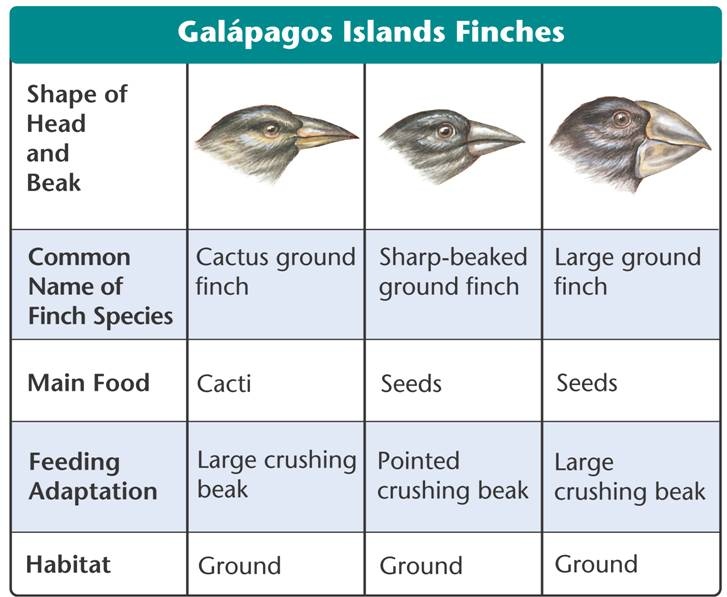 Galápagos Islands Finches
Shape of
Head
and
Beak
Common
Name of
Finch Species
Cactus ground
finch
Sharp-beaked
ground finch
Large ground
finch
Main Food
Cacti
Seeds
Seeds
Feeding
Adaptation
Large crushing
beak
Pointed
crushing beak
Large
crushing beak
Habitat
Ground
Ground
Ground